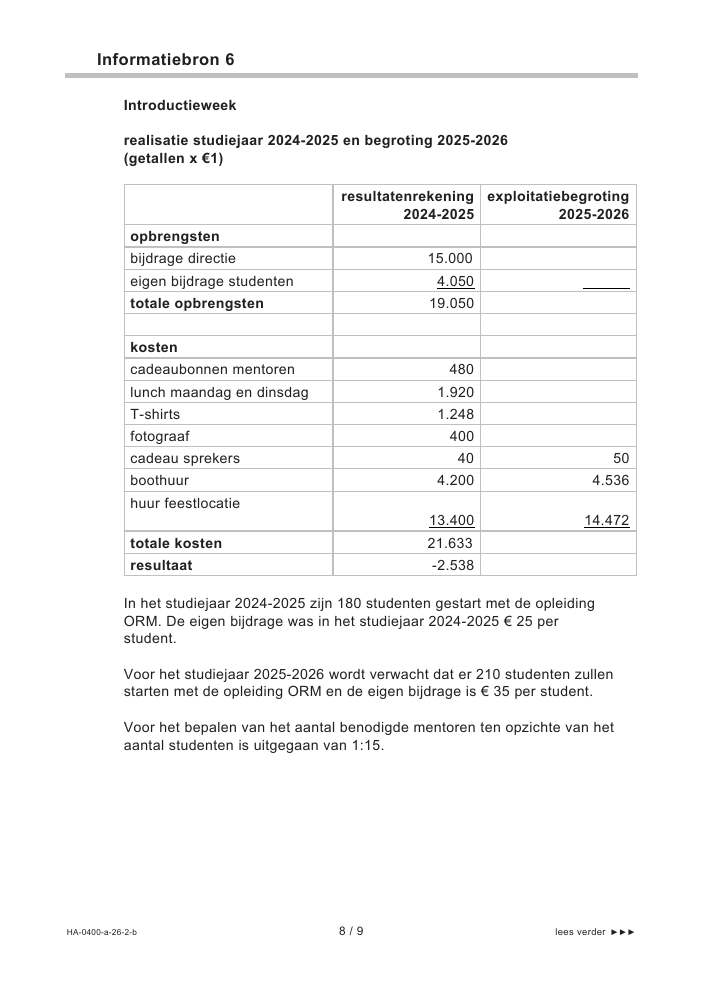 Informatiebron 6
Introductieweek
realisatie studiejaar 2024-2025 en begroting 2025-2026
(getallen x €1)
resultatenrekening exploitatiebegroting
2024-2025 2025-2026
opbrengsten
bijdrage directie 15.000
eigen bijdrage studenten 4.050
totale opbrengsten 19.050
kosten
cadeaubonnen mentoren 480
lunch maandag en dinsdag 1.920
T-shirts 1.248
fotograaf 400
cadeau sprekers 40 50
boothuur 4.200 4.536
huur feestlocatie
13.400 14.472
totale kosten 21.633
resultaat -2.538
In het studiejaar 2024-2025 zijn 180 studenten gestart met de opleiding
ORM. De eigen bijdrage was in het studiejaar 2024-2025 € 25 per
student.
Voor het studiejaar 2025-2026 wordt verwacht dat er 210 studenten zullen
starten met de opleiding ORM en de eigen bijdrage is € 35 per student.
Voor het bepalen van het aantal benodigde mentoren ten opzichte van het
aantal studenten is uitgegaan van 1:15.
HA-0400-a-26-2-b 8 / 9 lees verder ►►►